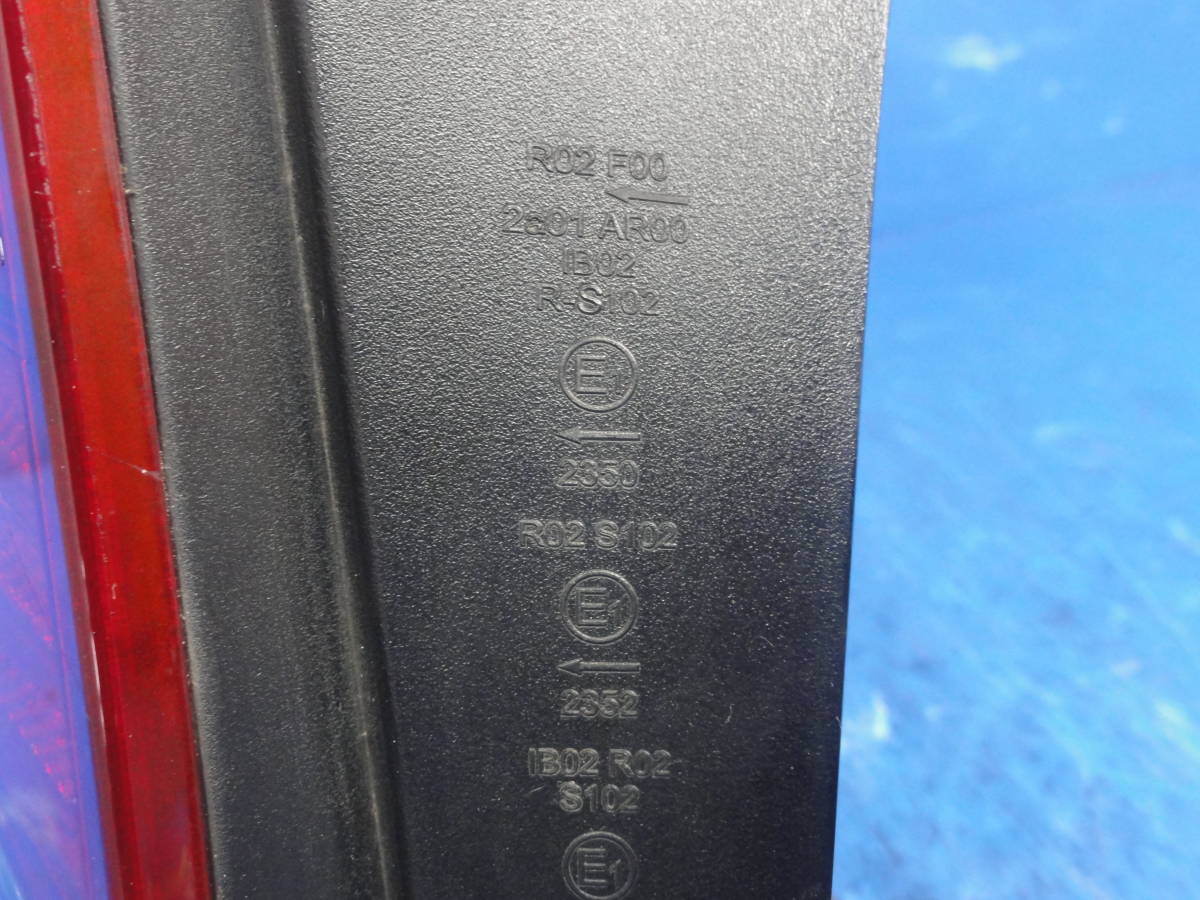 R02 F00
←
2a01 AR00
IB02
R-S102
E1
←
2350
R02 S102
E1
←
2352
IB02 R02
S102
E1